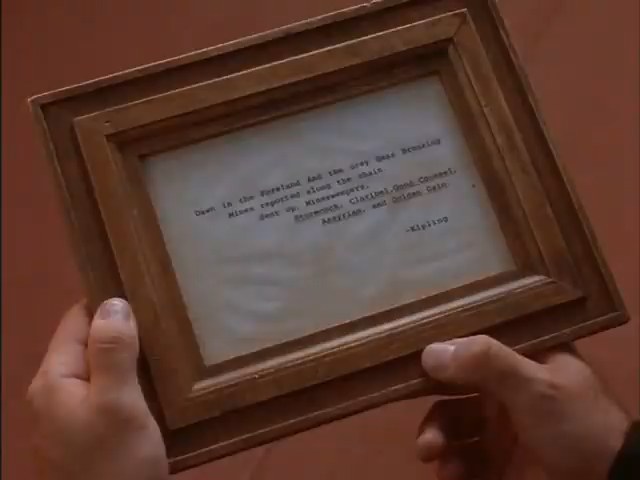 Dawn in the Foreland And the Grey Seas Breaking
Mines reported along the chain
Sent up, Minesweepers,
Stormcock, Claribel, Good Counsel,
Assyrian, and Golden Gain
-Kipling